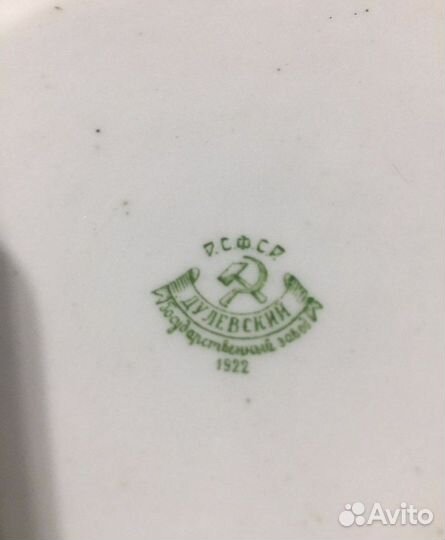 Р.С.Ф.С.Р.
ДУЛЕВСКИЙ
Государственный завод
1922
Avito